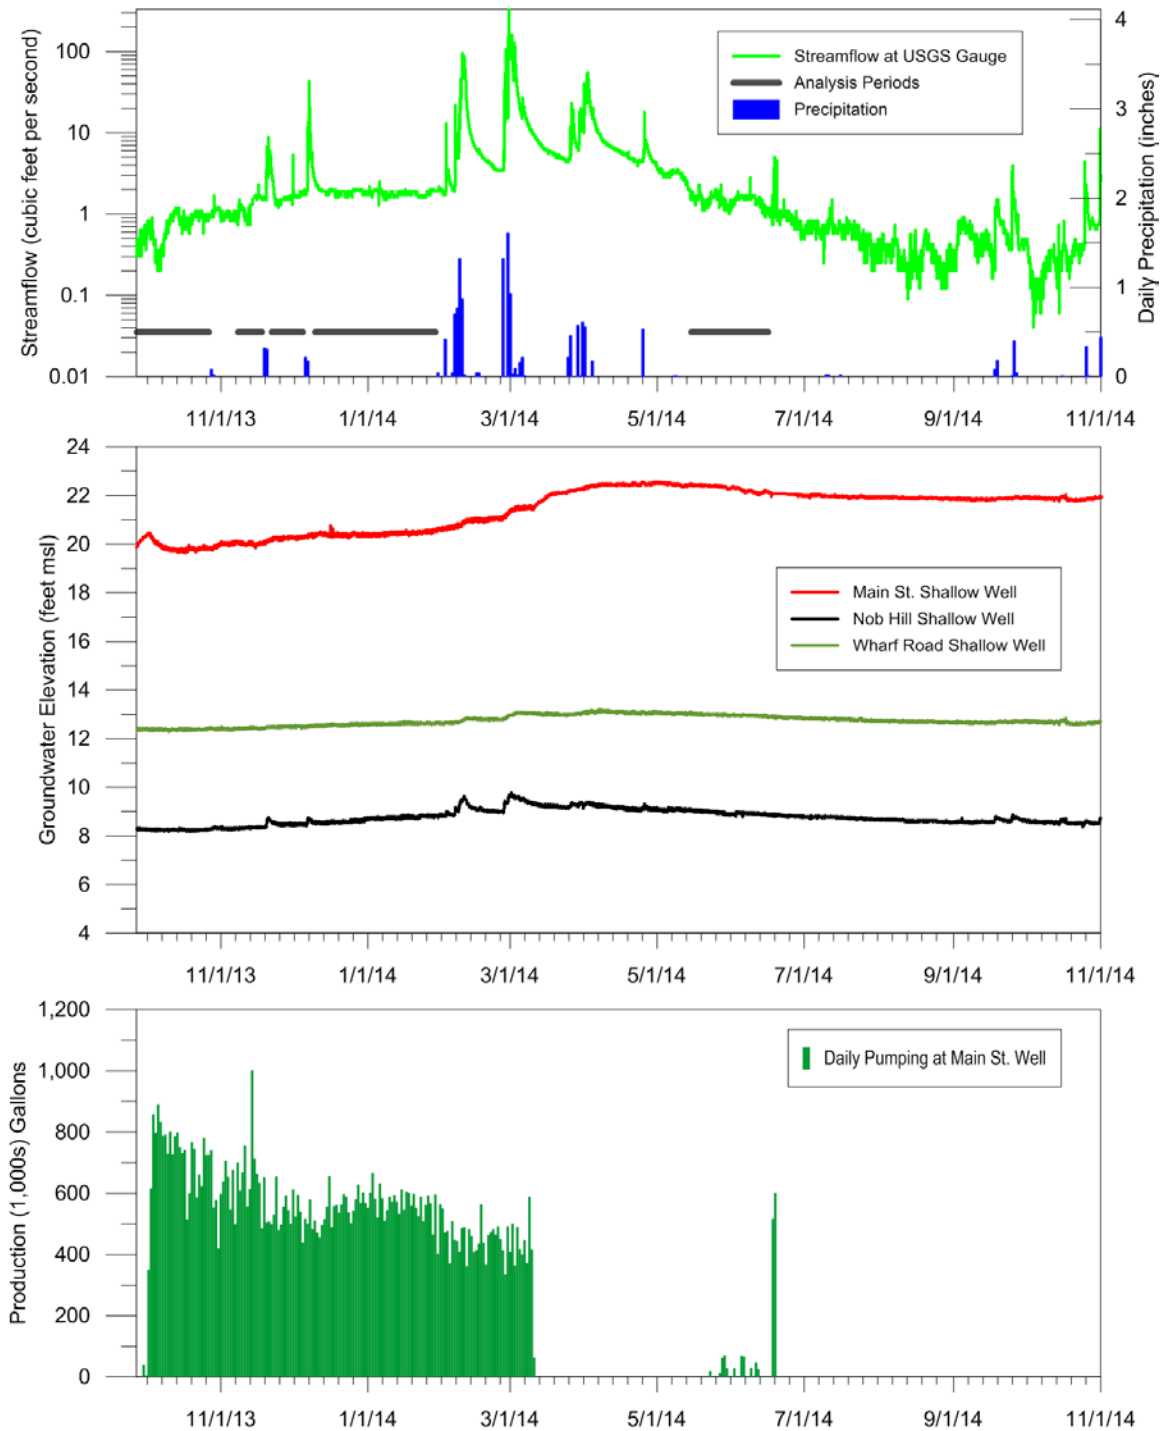 Streamflow (cubic feet per second)
100
10
1
0.1
0.01
Streamflow at USGS Gauge
Analysis Periods
Precipitation
4
3
2
1
0
Daily Precipitation (inches)
11/1/13 1/1/14 3/1/14 5/1/14 7/1/14 9/1/14 11/1/14
Groundwater Elevation (feet msl)
24
22
20
18
16
14
12
10
8
6
4
Main St. Shallow Well
Nob Hill Shallow Well
Wharf Road Shallow Well
11/1/13 1/1/14 3/1/14 5/1/14 7/1/14 9/1/14 11/1/14
Production (1,000s) Gallons
1,200
1,000
800
600
400
200
0
Daily Pumping at Main St. Well
11/1/13 1/1/14 3/1/14 5/1/14 7/1/14 9/1/14 11/1/14